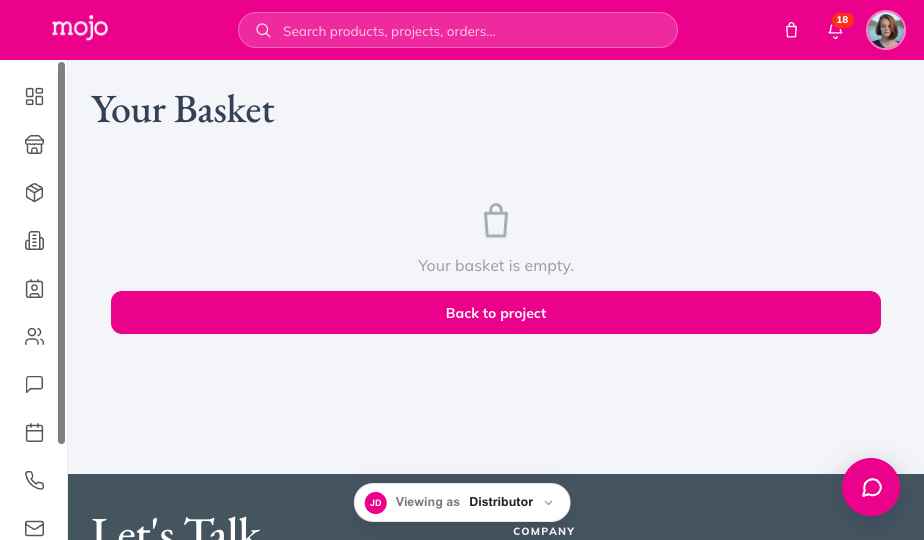 mojo
Search products, projects, orders...
18
Your Basket
Your basket is empty.
Back to project
JD Viewing as Distributor
Let's Talk
COMPANY